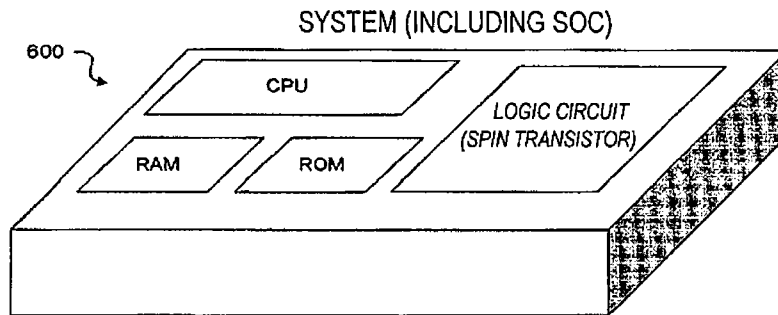 SYSTEM (INCLUDING SOC)
600
CPU
LOGIC CIRCUIT
(SPIN TRANSISTOR)
RAM
ROM